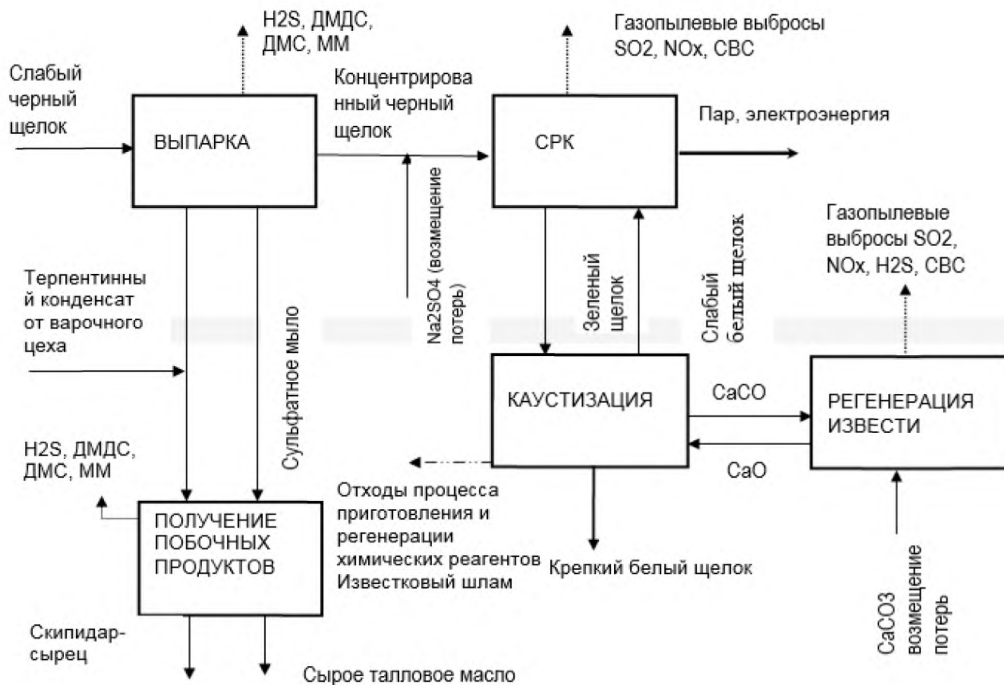 H2S, ДМДС,
ДМС, ММ
Газопылевые выбросы
SO2, NOx, СВС
Слабый
черный
щелок
Концентрирова
нный черный
щелок
ВЫПАРКА
СРК
Пар, электроэнергия
Na2SO4 (возмещение
потерь)
Зеленый
щелок
Слабый
белый щелок
Газопылевые
выбросы SO2,
NOx, H2S, СВС
Терпентинны
й конденсат
от варочного
цеха
Сульфатное мыло
КАУСТИЗАЦИЯ
CaCO
CaO
РЕГЕНЕРАЦИЯ
ИЗВЕСТИ
H2S, ДМДС,
ДМС, ММ
ПОЛУЧЕНИЕ
ПОБОЧНЫХ
ПРОДУКТОВ
Отходы процесса
приготовления и
регенерации
химических реагентов
Известковый шлам
Крепкий белый щелок
CaCO3
возмещение
потерь
Скипидар-
сырец
Сырое талловое масло